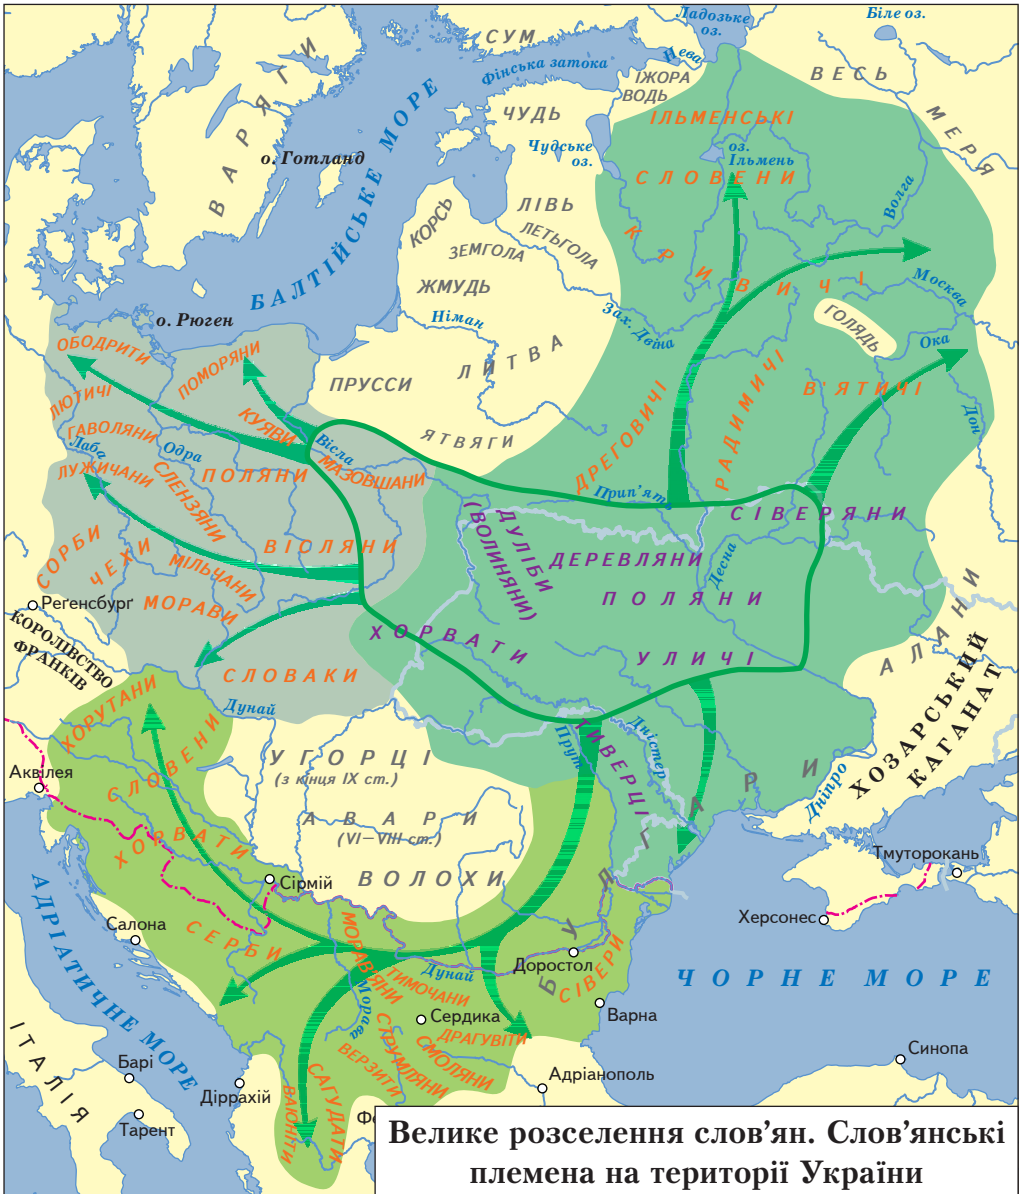 Ладозьке
оз.
Біле оз.
СУМ
Нева
Фінська затока
ІЖОРА
ВОДЬ
ВЕСЬ
ВАРЯГИ
БАЛТІЙСЬКЕ МОРЕ
ЧУДЬ
ІЛЬМЕНСЬКІ
МЕРЯ
Чудське
оз.
оз.
Ільмень
о. Готланд
СЛОВЕНИ
Волга
КОРСЬ
ЛІВЬ
ЛЕТЬГОЛА
ЗЕМГОЛА
КРИВИЧІ
ЖМУДЬ
Москва
Німан
Зах. Двіна
о. Рюген
ГОЛЯДЬ
Ока
ОБОДРИТИ
ПОМОРЯНИ
ЛИТВА
ПРУССИ
ЛЮТИЧІ
РАДИМИЧІ
В'ЯТИЧІ
КУЯВИ
ДРЕГОВИЧІ
Дон
ГАВОЛЯНИ
ЯТВЯГИ
Лаба
Одра
Вісла
ЛУЖИЧАНИ
СЛЕНЗЯНИ
ПОЛЯНИ
МАЗОВШАНИ
Прип'ять
СІВЕРЯНИ
ДУЛІБИ
(ВОЛИНЯНИ)
СОРБИ
ЧЕХИ
ВІСЛЯНИ
ДЕРЕВЛЯНИ
Десна
МІЛЬЧАНИ
ПОЛЯНИ
Реґенсбурґ
МОРАВИ
АЛАНИ
КОРОЛІВСТВО
ФРАНКІВ
ХОРВАТИ
УЛИЧІ
ХОЗАРСЬКИЙ
КАГАНАТ
СЛОВАКИ
ХОРУТАНИ
Дунай
СЛОВЕНИ
ТИВЕРЦІ
Прут
Дністер
УГОРЦІ
(з кінця IX ст.)
Аквілея
Дніпро
АВАРИ
(VI–VIII ст.)
БУЛГАРИ
ХОРВАТИ
ВОЛОХИ
Сірмій
Тмуторокань
АДРІАТИЧНЕ МОРЕ
Салона
Херсонес
СЕРБИ
МОРАВ'ЯНИ
СІВЕРИ
Доростол
Дунай
ТИМОЧАНИ
ЧОРНЕ МОРЕ
Морава
Сердика
Варна
ДРАГУВІТИ
СТРУМЛЯНИ
СМОЛЯНИ
ВЕРЗИТИ
ІТАЛІЯ
Барі
Синопа
Діррахій
САГУДАТИ
ВАЮНІТИ
Адріанополь
Тарент
Велике розселення слов'ян. Слов'янські
племена на території України